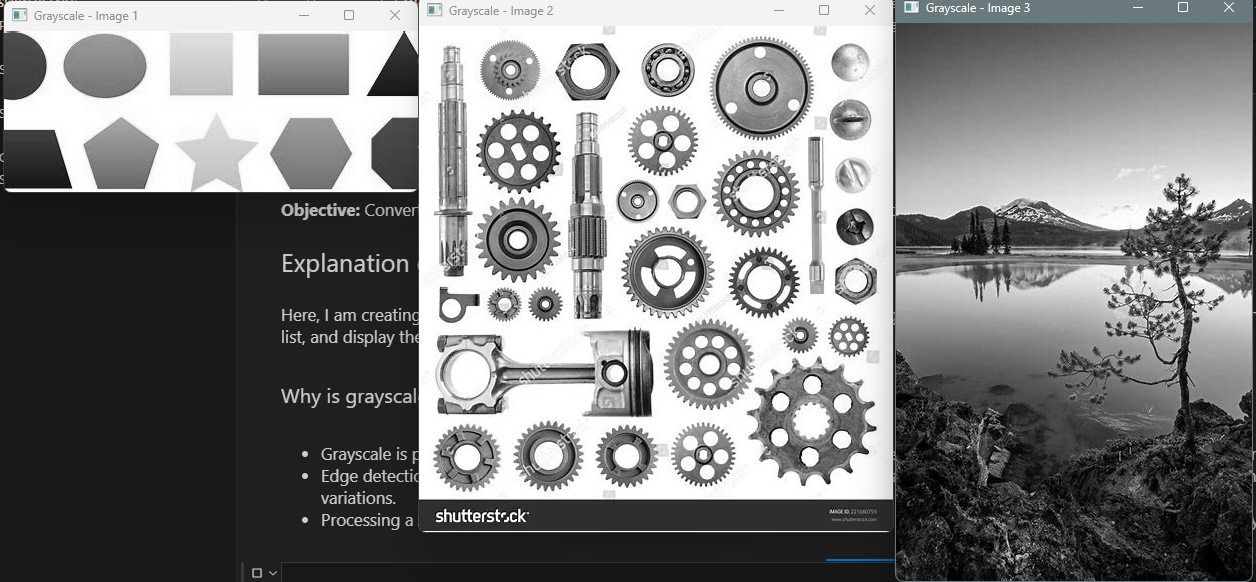 Grayscale - Image 1
Grayscale - Image 2
Grayscale - Image 3
Objective: Conver
Explanation
Here, I am creating
list, and display the
Why is grayscal
Grayscale is p
Edge detectio
variations.
Processing a
shutterstock
IMAGE ID: 221680759
www.shutterstock.com